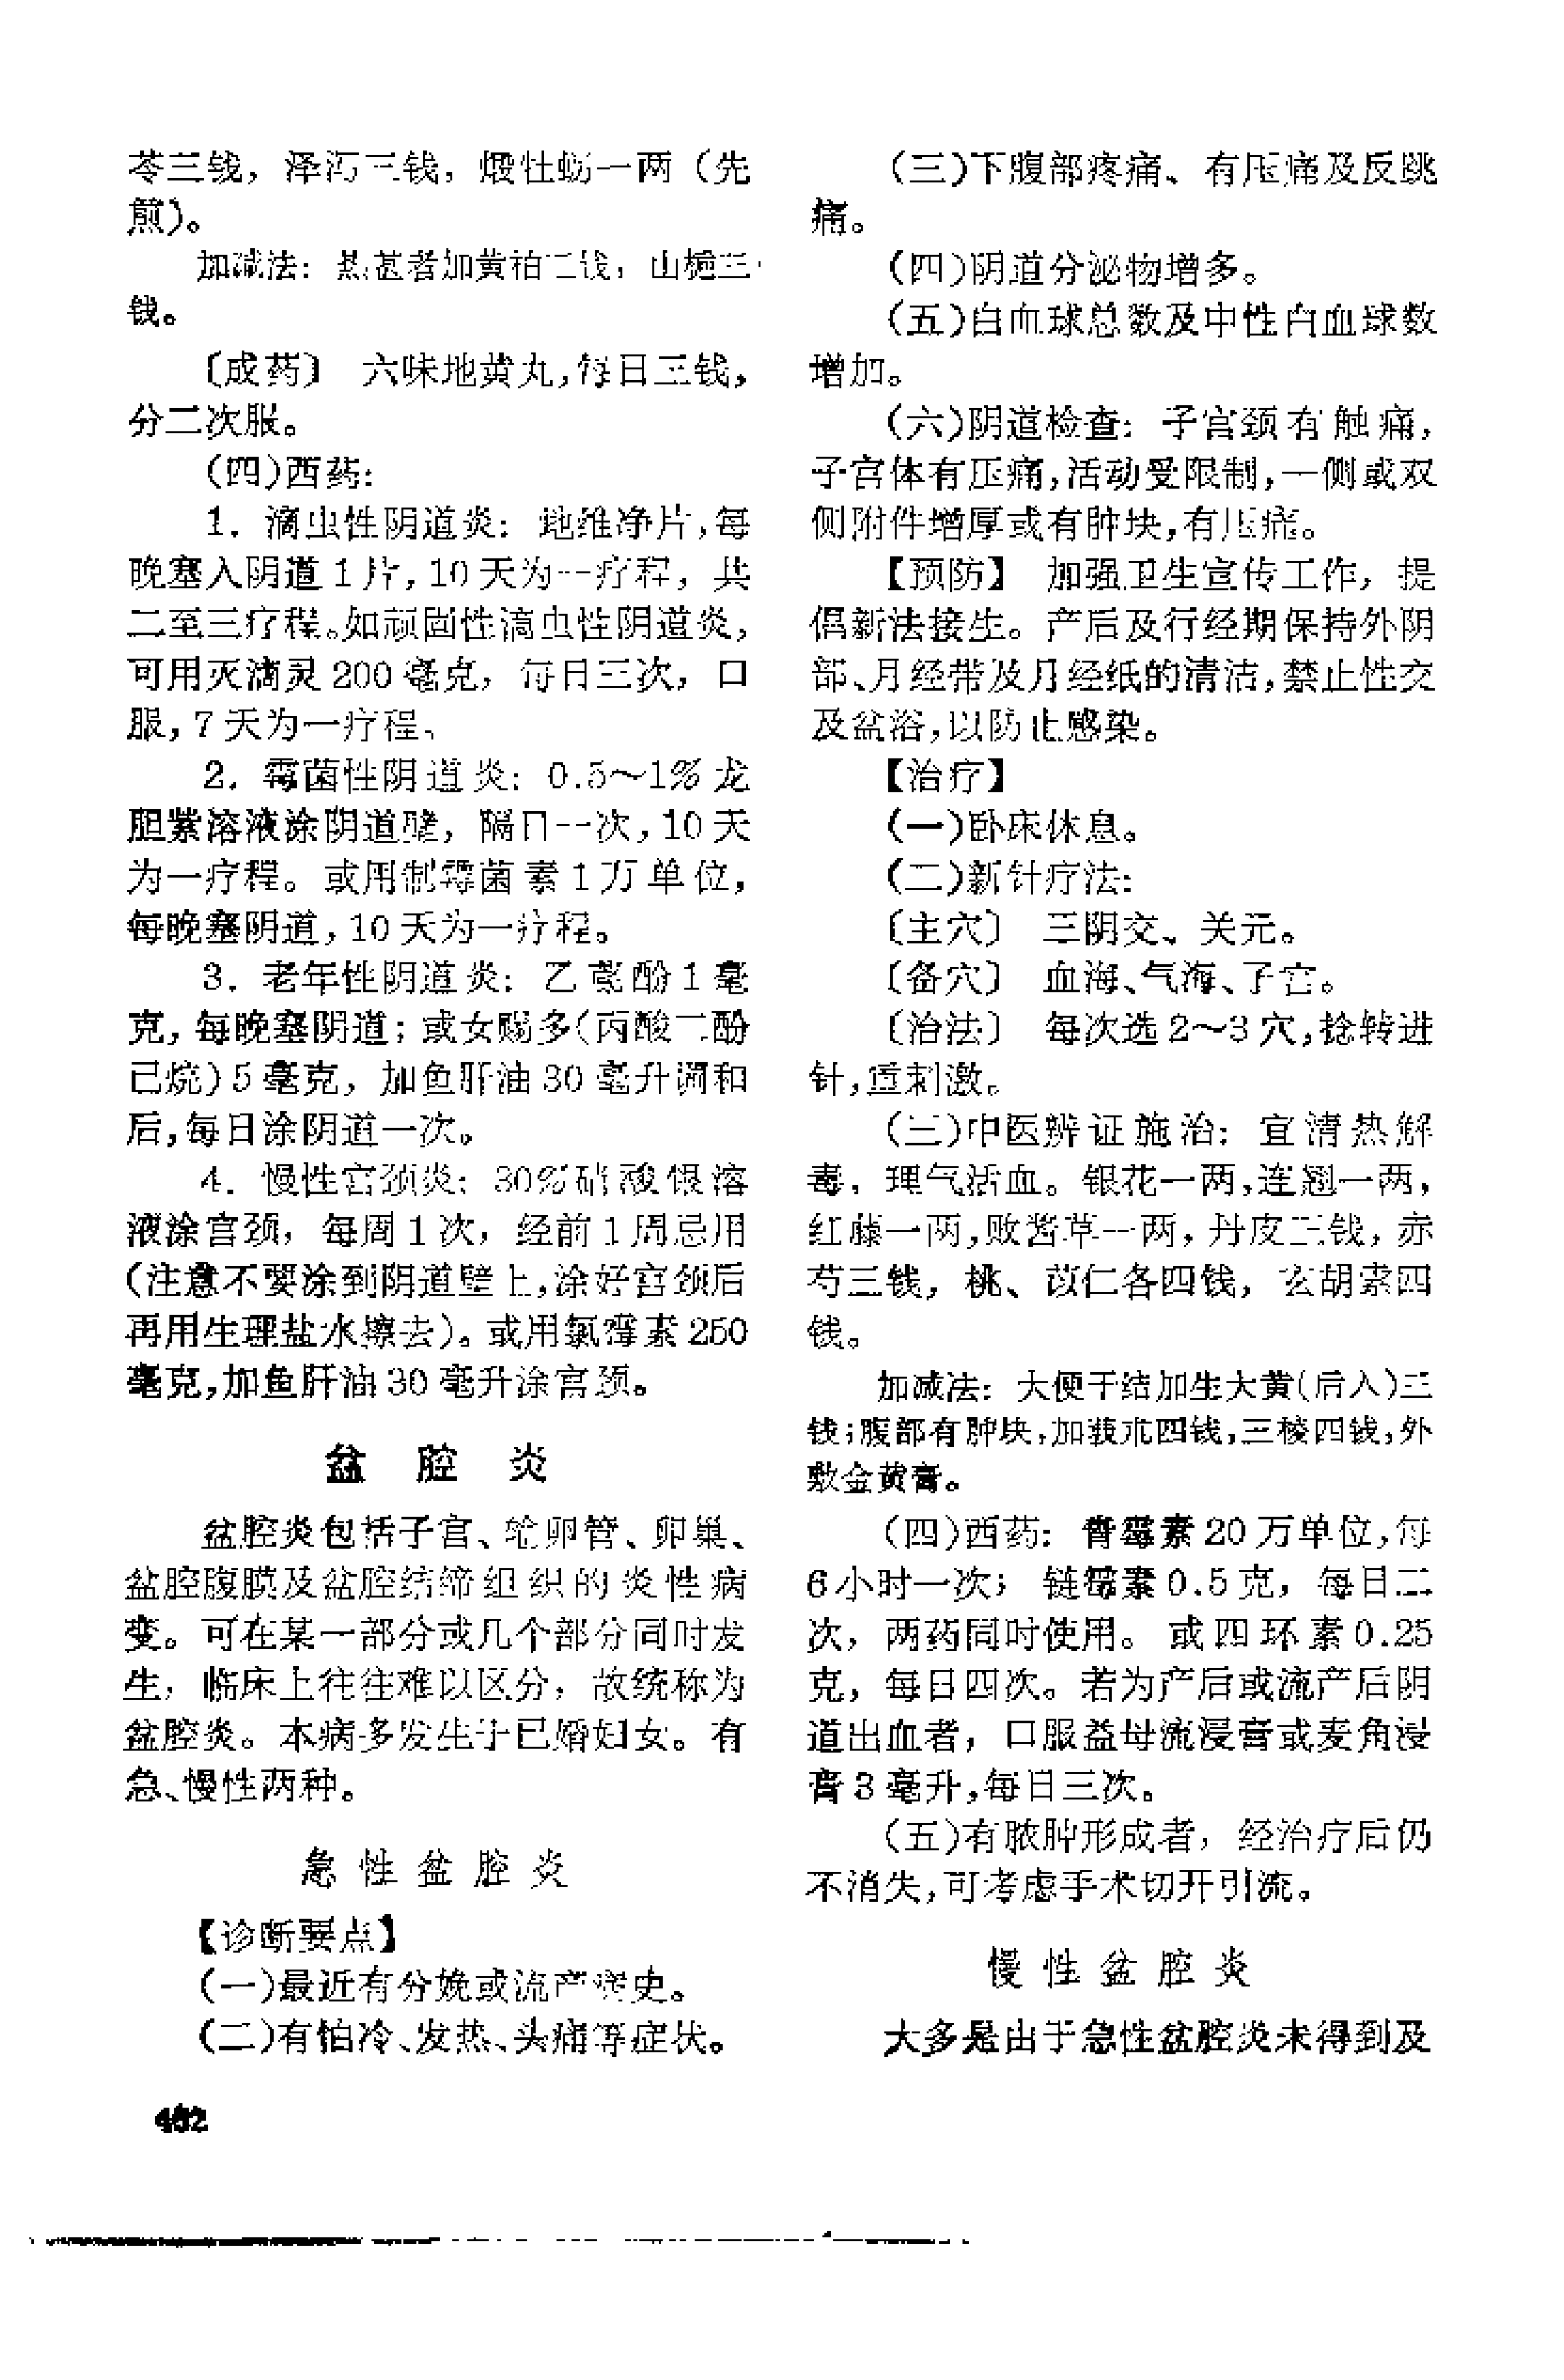 苓三钱，泽泻三钱，煅牡蛎一两（先
煎）。
加减法：热甚者加黄柏二钱，山栀三
钱。
〔成药〕 六味地黄丸，每日三钱，
分二次服。
（四）西药：
1．滴虫性阴道炎：地维净片，每
晚塞入阴道1片，10天为一疗程，共
二至三疗程。如顽固性滴虫性阴道炎，
可用灭滴灵200毫克，每日三次，口
服，7天为一疗程。
2．霉菌性阴道炎：0.5～1％龙
胆紫溶液涂阴道壁，隔日一次，10天
为一疗程。或用制霉菌素1万单位，
每晚塞阴道，10天为一疗程。
3．老年性阴道炎：乙蔗酚1毫
克，每晚塞阴道；或女赐多（丙酸二酚
己烷）5毫克，加鱼肝油30毫升调和
后，每日涂阴道一次。
4．慢性宫颈炎：30％硝酸银溶
液涂宫颈，每周1次，经前1周忌用
（注意不要涂到阴道壁上，涂好宫颈后
再用生理盐水擦去）。或用氯霉素250
毫克，加鱼肝油30毫升涂宫颈。
盆腔炎
盆腔炎包括子宫、输卵管、卵巢、
盆腔腹膜及盆腔结缔组织的炎性病
变。可在某一部分或几个部分同时发
生，临床上往往难以区分，故统称为
盆腔炎。本病多发生于已婚妇女。有
急、慢性两种。
急性盆腔炎
【诊断要点】
（一）最近有分娩或流产病史。
（二）有怕冷、发热、头痛等症状。
（三）下腹部疼痛、有压痛及反跳
痛。
（四）阴道分泌物增多。
（五）白血球总数及中性白血球数
增加。
（六）阴道检查：子宫颈有触痛，
子宫体有压痛，活动受限制，一侧或双
侧附件增厚或有肿块，有压痛。
【预防】 加强卫生宣传工作，提
倡新法接生。产后及行经期保持外阴
部、月经带及月经纸的清洁，禁止性交
及盆浴，以防止感染。
【治疗】
（一）卧床休息。
（二）新针疗法：
〔主穴〕 三阴交、关元。
〔备穴〕 血海、气海、子宫。
〔治法〕 每次选2～3穴，捻转进
针，重刺激。
（三）中医辨证施治：宜清热解
毒，理气活血。银花一两，连翘一两，
红藤一两，败酱草一两，丹皮三钱，赤
芍三钱，桃、苡仁各四钱，玄胡索四
钱。
加减法：大便干结加生大黄（后入）三
钱；腹部有肿块，加莪朮四钱，三棱四钱，外
敷金黄膏。
（四）西药：青霉素20万单位，每
6小时一次；链霉素0.5克，每日二
次，两药同时使用。或四环素0.25
克，每日四次。若为产后或流产后阴
道出血者，口服益母流浸膏或麦角浸
膏3毫升，每日三次。
（五）有脓肿形成者，经治疗后仍
不消失，可考虑手术切开引流。
慢性盆腔炎
大多是由于急性盆腔炎未得到及